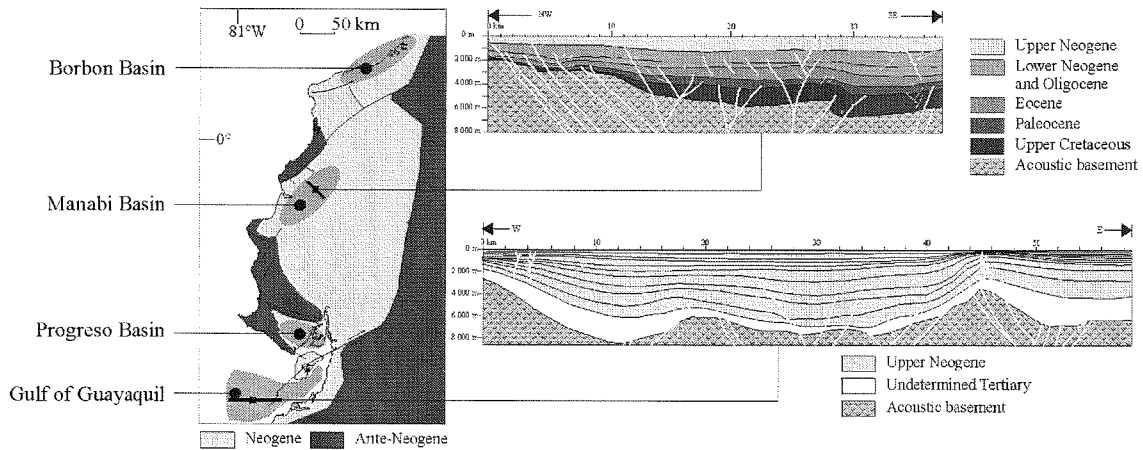 81°W
0 50 km
Borbon Basin
0°
Manabi Basin
Progreso Basin
Gulf of Guayaquil
Neogene
Ante-Neogene
NW
SE
0 km
10
20
30
0 m
2 000 m
4 000 m
6 000 m
8 000 m
Upper Neogene
Lower Neogene
and Oligocene
Eocene
Paleocene
Upper Cretaceous
Acoustic basement
W
E
0 km
10
20
30
40
50
0 m
2 000 m
4 000 m
6 000 m
8 000 m
Upper Neogene
Undetermined Tertiary
Acoustic basement